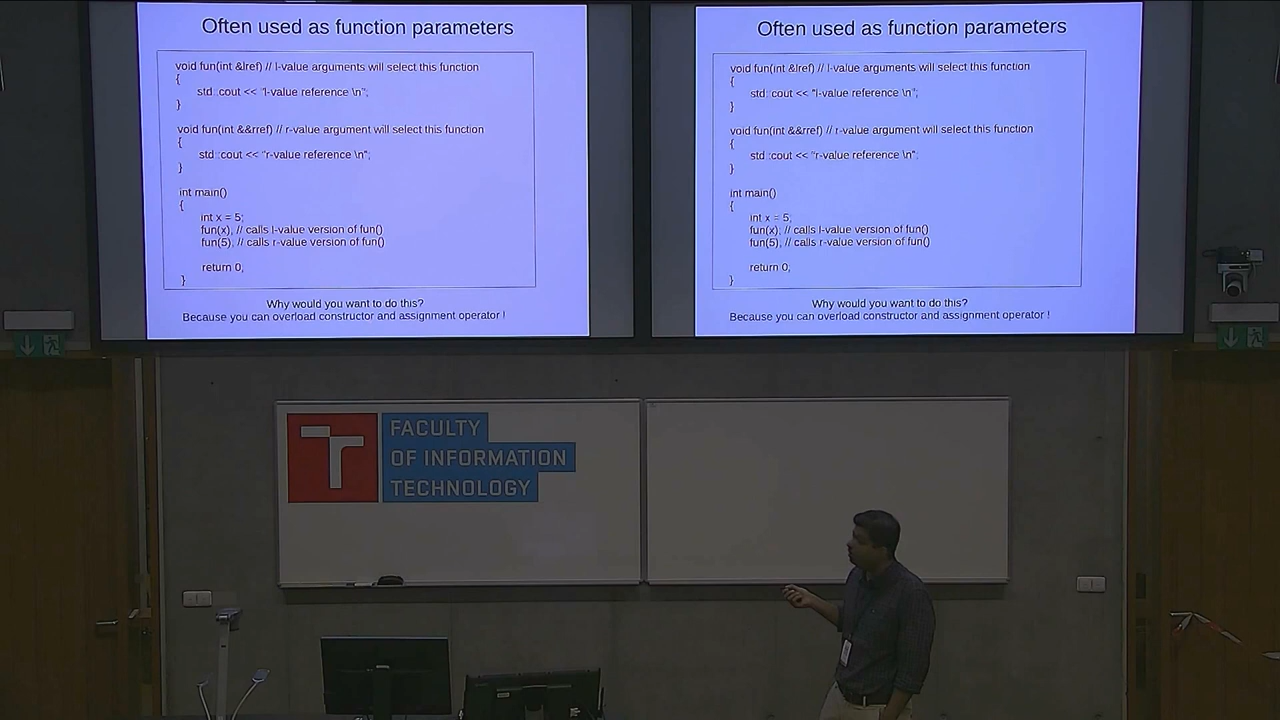 Often used as function parameters
void fun(int &lref) // l-value arguments will select this function
{
std::cout << "l-value reference \n";
}
void fun(int &&rref) // r-value argument will select this function
{
std::cout << "r-value reference \n";
}
int main()
{
int x = 5;
fun(x); // calls l-value version of fun()
fun(5); // calls r-value version of fun()
return 0;
}
Why would you want to do this?
Because you can overload constructor and assignment operator !
Often used as function parameters
void fun(int &lref) // l-value arguments will select this function
{
std::cout << "l-value reference \n";
}
void fun(int &&rref) // r-value argument will select this function
{
std::cout << "r-value reference \n";
}
int main()
{
int x = 5;
fun(x); // calls l-value version of fun()
fun(5); // calls r-value version of fun()
return 0;
}
Why would you want to do this?
Because you can overload constructor and assignment operator !
T
FACULTY
OF INFORMATION
TECHNOLOGY